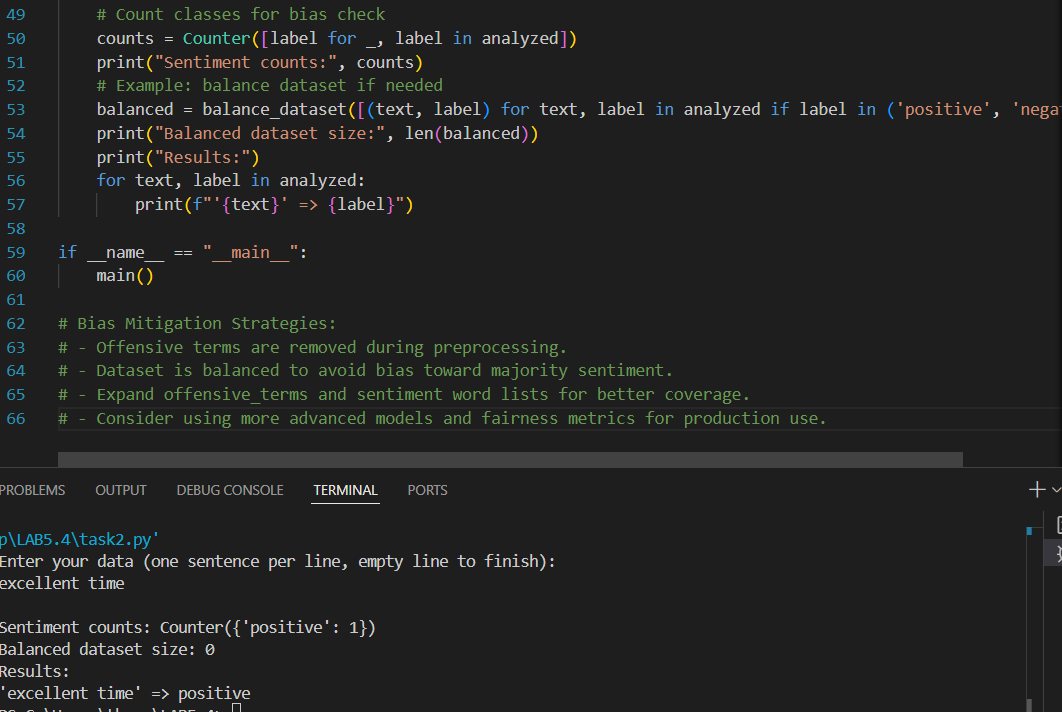 49     # Count classes for bias check
50     counts = Counter([label for _, label in analyzed])
51     print("Sentiment counts:", counts)
52     # Example: balance dataset if needed
53     balanced = balance_dataset([(text, label) for text, label in analyzed if label in ('positive', 'nega
54     print("Balanced dataset size:", len(balanced))
55     print("Results:")
56     for text, label in analyzed:
57         print(f"'{text}' => {label}")
58
59 if __name__ == "__main__":
60     main()
61
62 # Bias Mitigation Strategies:
63 # - Offensive terms are removed during preprocessing.
64 # - Dataset is balanced to avoid bias toward majority sentiment.
65 # - Expand offensive_terms and sentiment word lists for better coverage.
66 # - Consider using more advanced models and fairness metrics for production use.
PROBLEMS OUTPUT DEBUG CONSOLE TERMINAL PORTS
p\LAB5.4\task2.py'
Enter your data (one sentence per line, empty line to finish):
excellent time
Sentiment counts: Counter({'positive': 1})
Balanced dataset size: 0
Results:
'excellent time' => positive